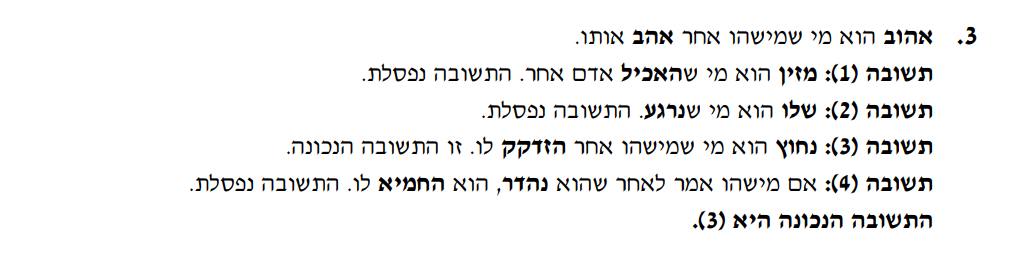 3. אהוב הוא מי שמישהו אחר אהב אותו.
תשובה (1): מזין הוא מי שהאכיל אדם אחר. התשובה נפסלת.
תשובה (2): שלו הוא מי שנרגע. התשובה נפסלת.
תשובה (3): נחוץ הוא מי שמישהו אחר הזדקק לו. זו התשובה הנכונה.
תשובה (4): אם מישהו אמר לאחר שהוא נהדר, הוא החמיא לו. התשובה נפסלת.
התשובה הנכונה היא (3).